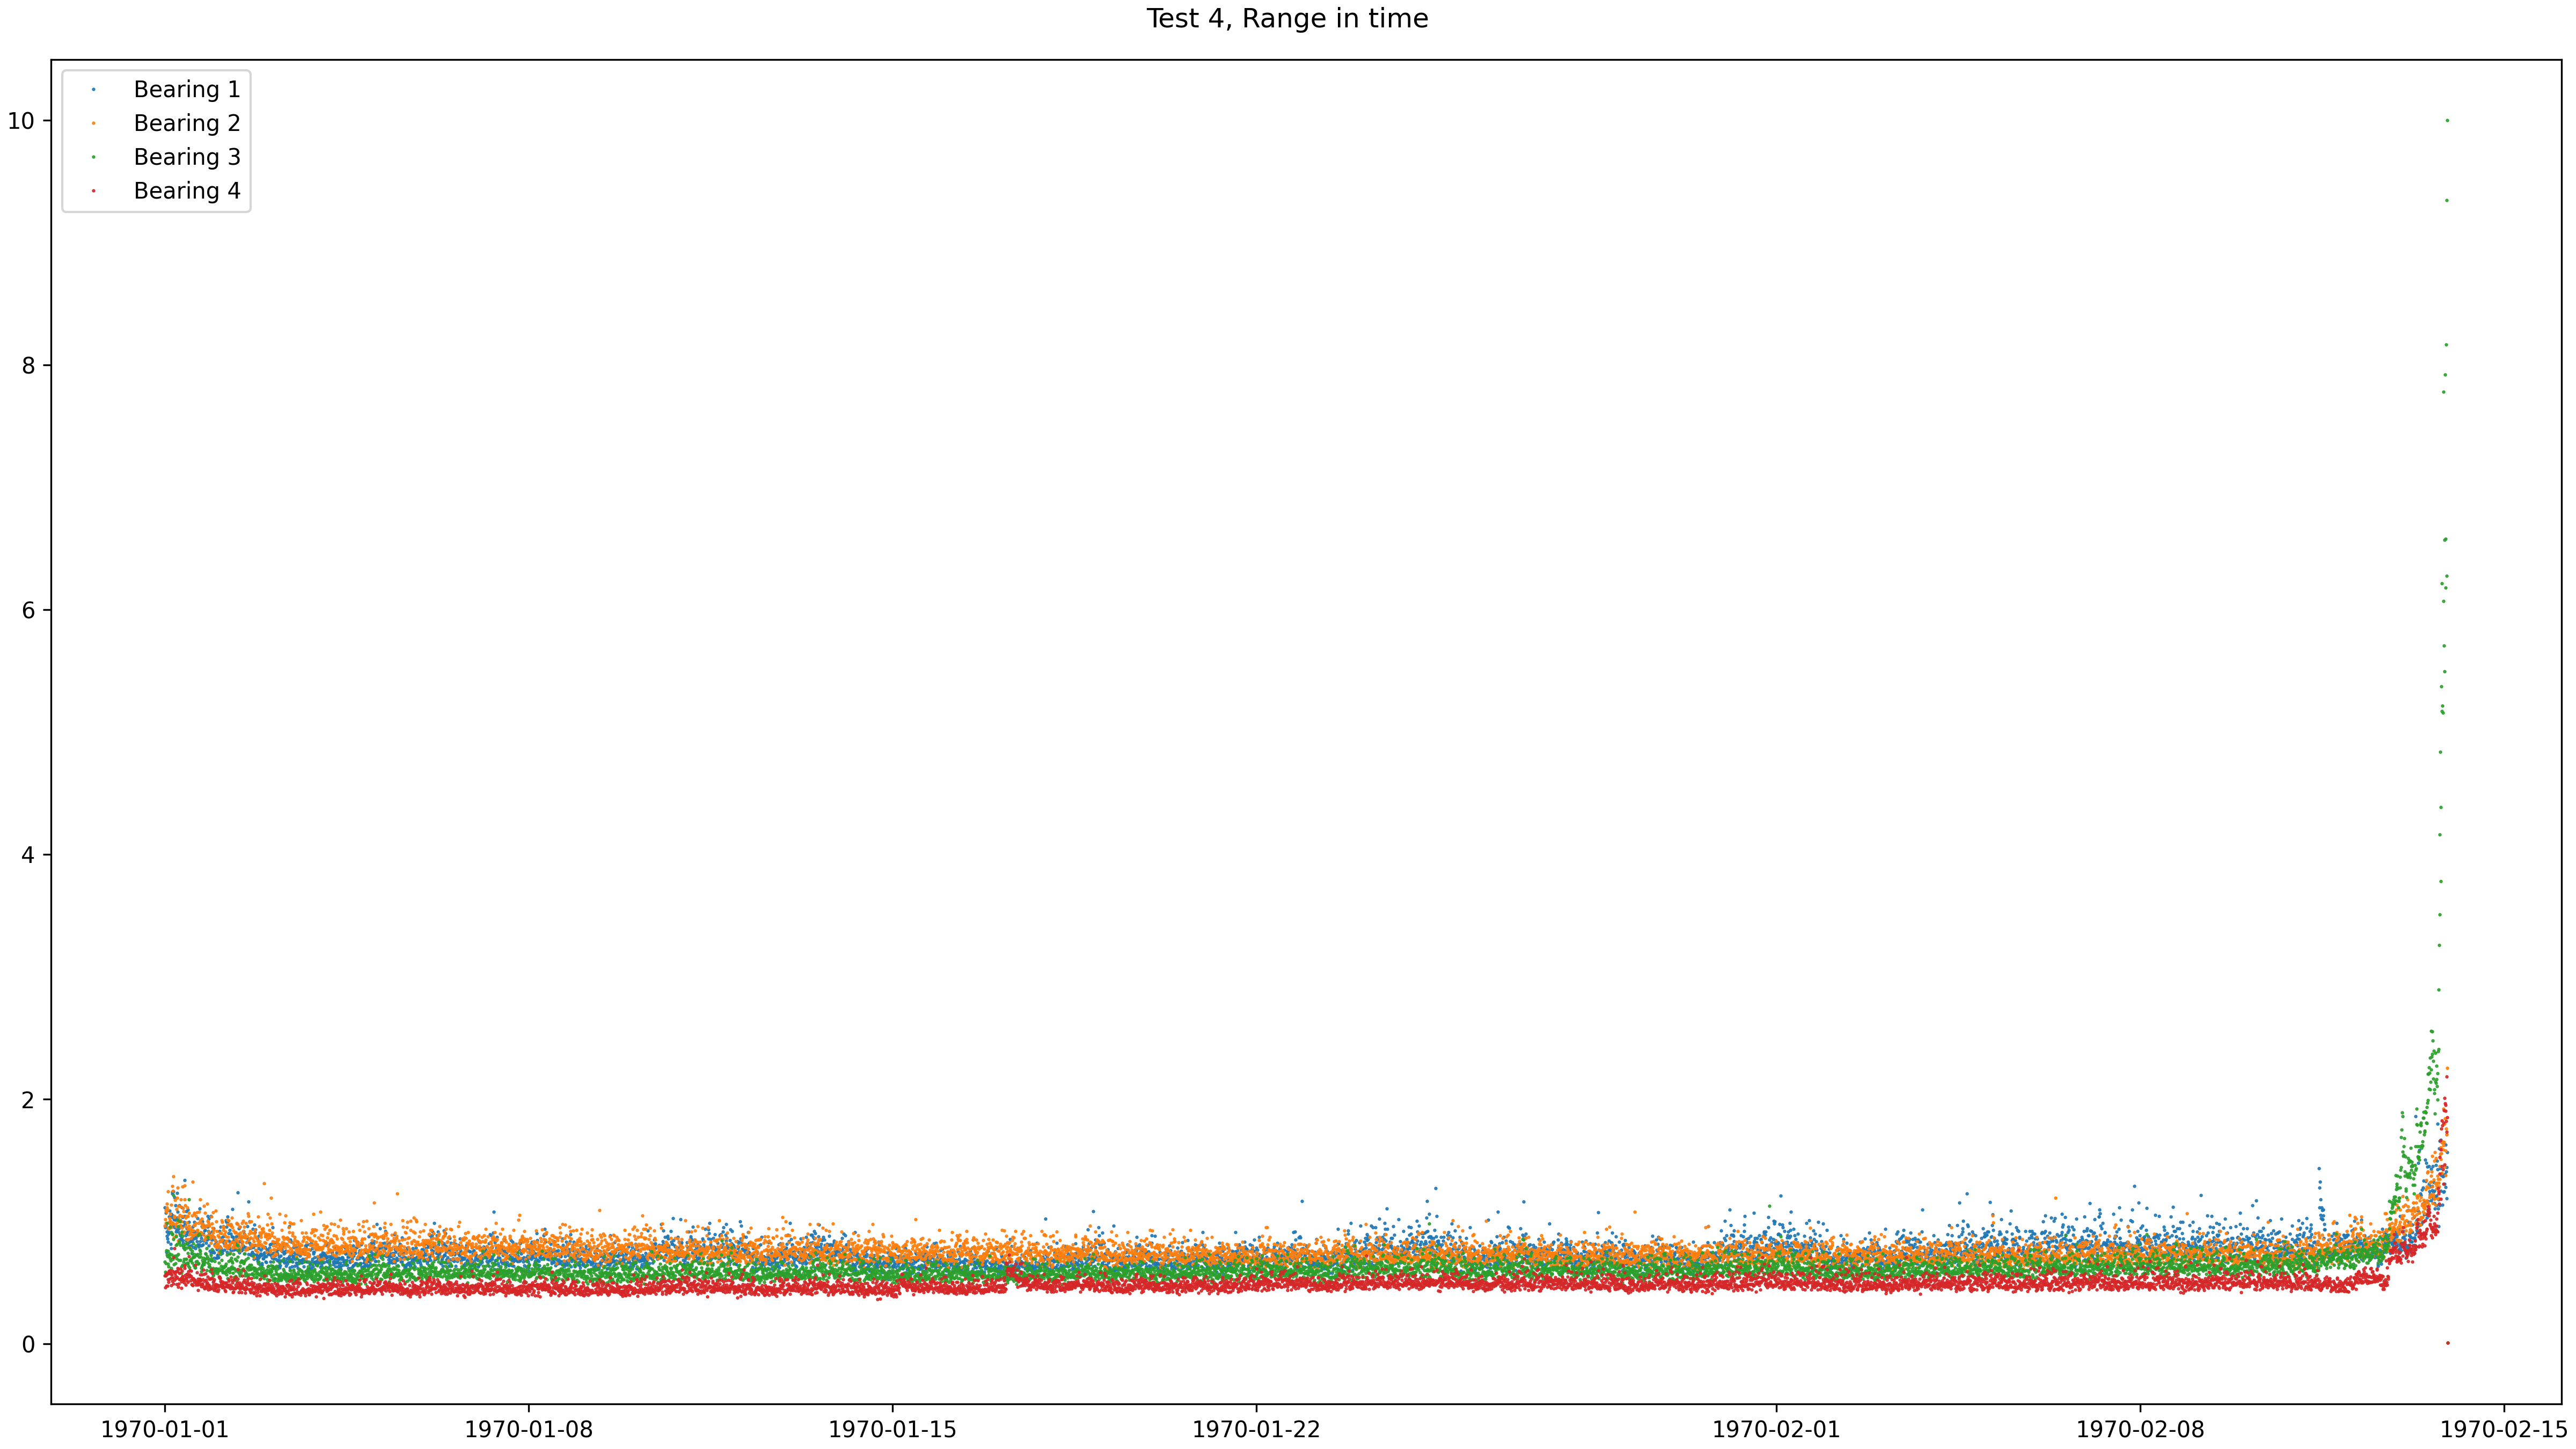 Test 4, Range in time
Bearing 1
Bearing 2
Bearing 3
Bearing 4
10
8
6
4
2
0
1970-01-01 1970-01-08 1970-01-15 1970-01-22 1970-02-01 1970-02-08 1970-02-15